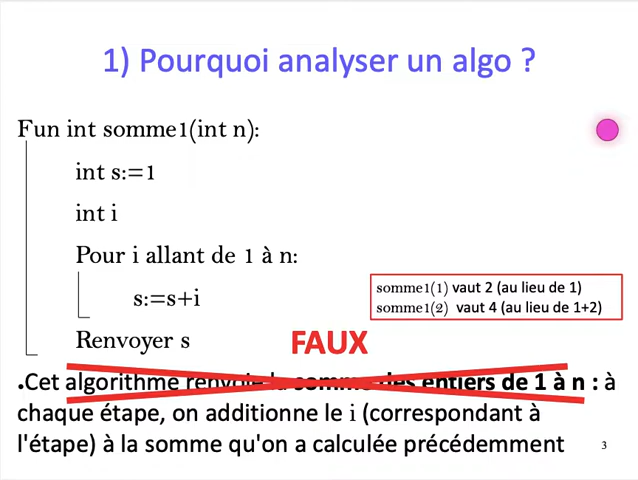 1) Pourquoi analyser un algo ?
Fun int somme1(int n):
int s:=1
int i
Pour i allant de 1 à n:
s:=s+i
somme1(1) vaut 2 (au lieu de 1)
somme1(2) vaut 4 (au lieu de 1+2)
Renvoyer s
FAUX
•Cet algorithme renvoie la somme des entiers de 1 à n : à
chaque étape, on additionne le i (correspondant à
l'étape) à la somme qu'on a calculée précédemment
3